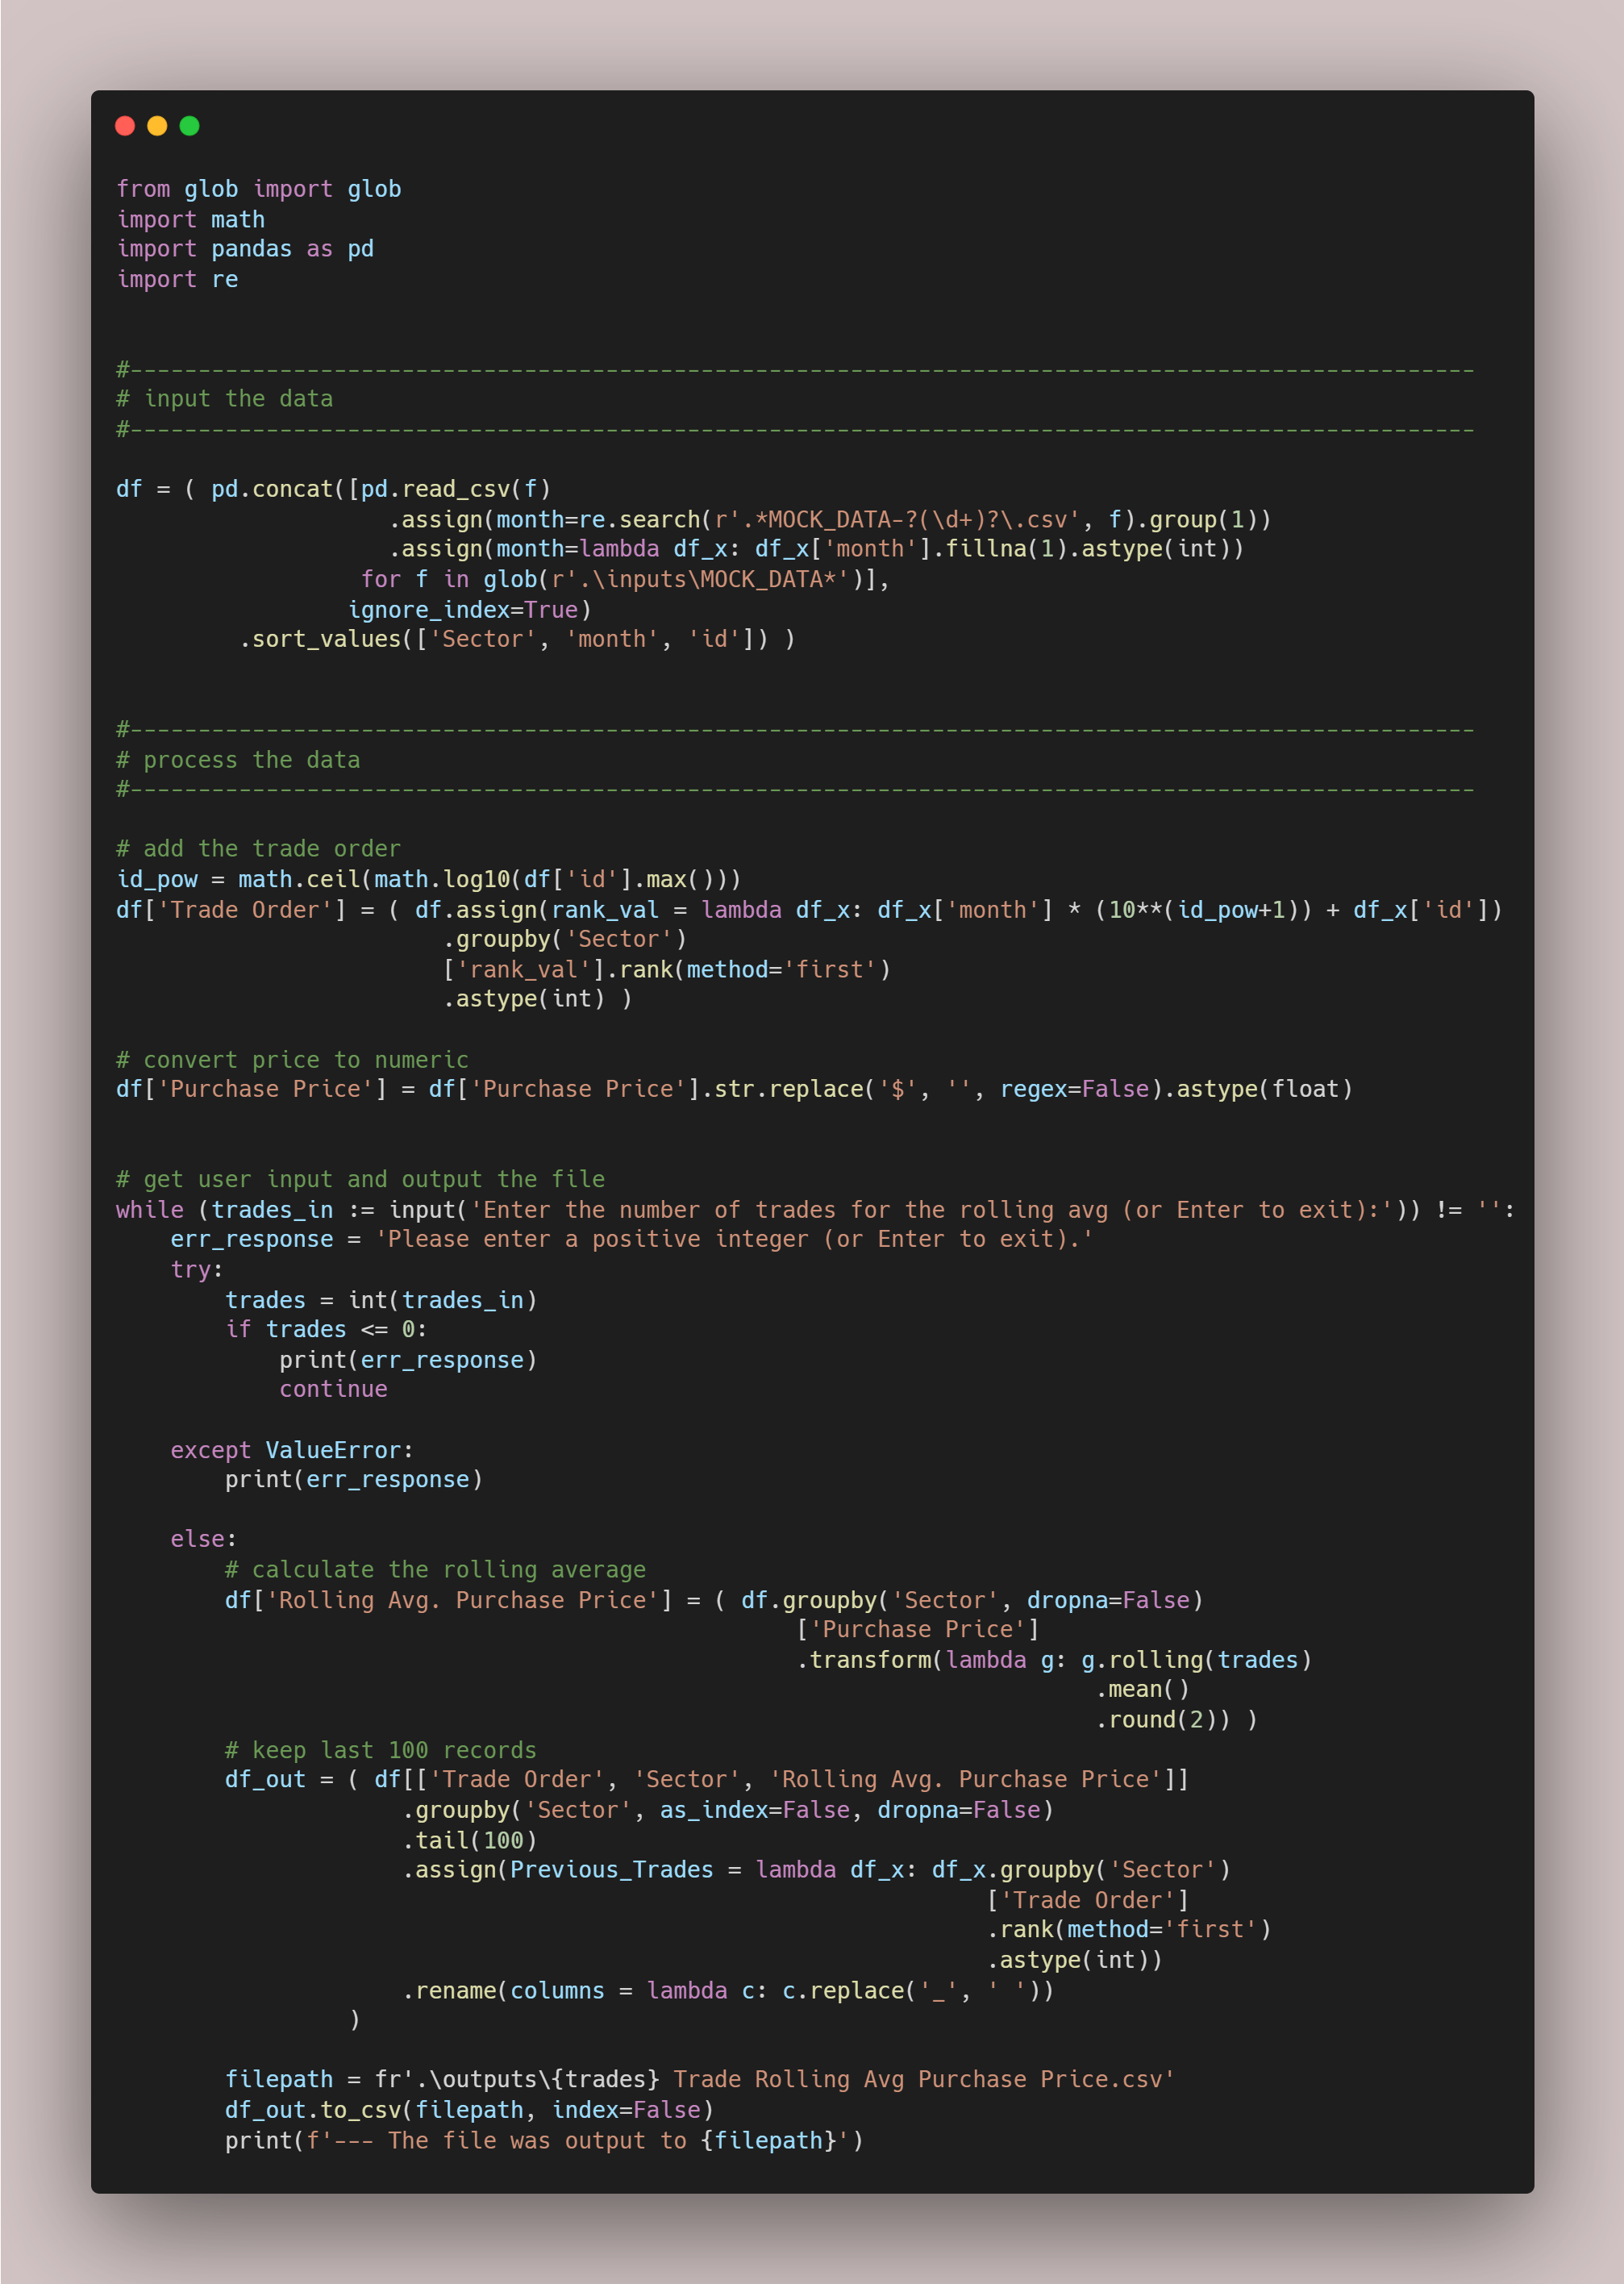 from glob import glob
import math
import pandas as pd
import re
#---------------------------------------------------------------------------------------------------
# input the data
#---------------------------------------------------------------------------------------------------
df = ( pd.concat([pd.read_csv(f)
                    .assign(month=re.search(r'.*MOCK_DATA-?(\d+)?\.csv', f).group(1))
                    .assign(month=lambda df_x: df_x['month'].fillna(1).astype(int))
                  for f in glob(r'.\inputs\MOCK_DATA*')],
                 ignore_index=True)
         .sort_values(['Sector', 'month', 'id']) )
#---------------------------------------------------------------------------------------------------
# process the data
#---------------------------------------------------------------------------------------------------
# add the trade order
id_pow = math.ceil(math.log10(df['id'].max()))
df['Trade Order'] = ( df.assign(rank_val = lambda df_x: df_x['month'] * (10**(id_pow+1)) + df_x['id'])
                        .groupby('Sector')
                        ['rank_val'].rank(method='first')
                        .astype(int) )
# convert price to numeric
df['Purchase Price'] = df['Purchase Price'].str.replace('$', '', regex=False).astype(float)
# get user input and output the file
while (trades_in := input('Enter the number of trades for the rolling avg (or Enter to exit):')) != '':
    err_response = 'Please enter a positive integer (or Enter to exit).'
    try:
        trades = int(trades_in)
        if trades <= 0:
            print(err_response)
            continue
    except ValueError:
        print(err_response)
    else:
        # calculate the rolling average
        df['Rolling Avg. Purchase Price'] = ( df.groupby('Sector', dropna=False)
                                                  ['Purchase Price']
                                                  .transform(lambda g: g.rolling(trades)
                                                                        .mean()
                                                                        .round(2)) )
        # keep last 100 records
        df_out = ( df[['Trade Order', 'Sector', 'Rolling Avg. Purchase Price']]
                     .groupby('Sector', as_index=False, dropna=False)
                     .tail(100)
                     .assign(Previous_Trades = lambda df_x: df_x.groupby('Sector')
                                                                ['Trade Order']
                                                                .rank(method='first')
                                                                .astype(int))
                     .rename(columns = lambda c: c.replace('_', ' '))
                 )
        filepath = fr'.\outputs\{trades} Trade Rolling Avg Purchase Price.csv'
        df_out.to_csv(filepath, index=False)
        print(f'--- The file was output to {filepath}')